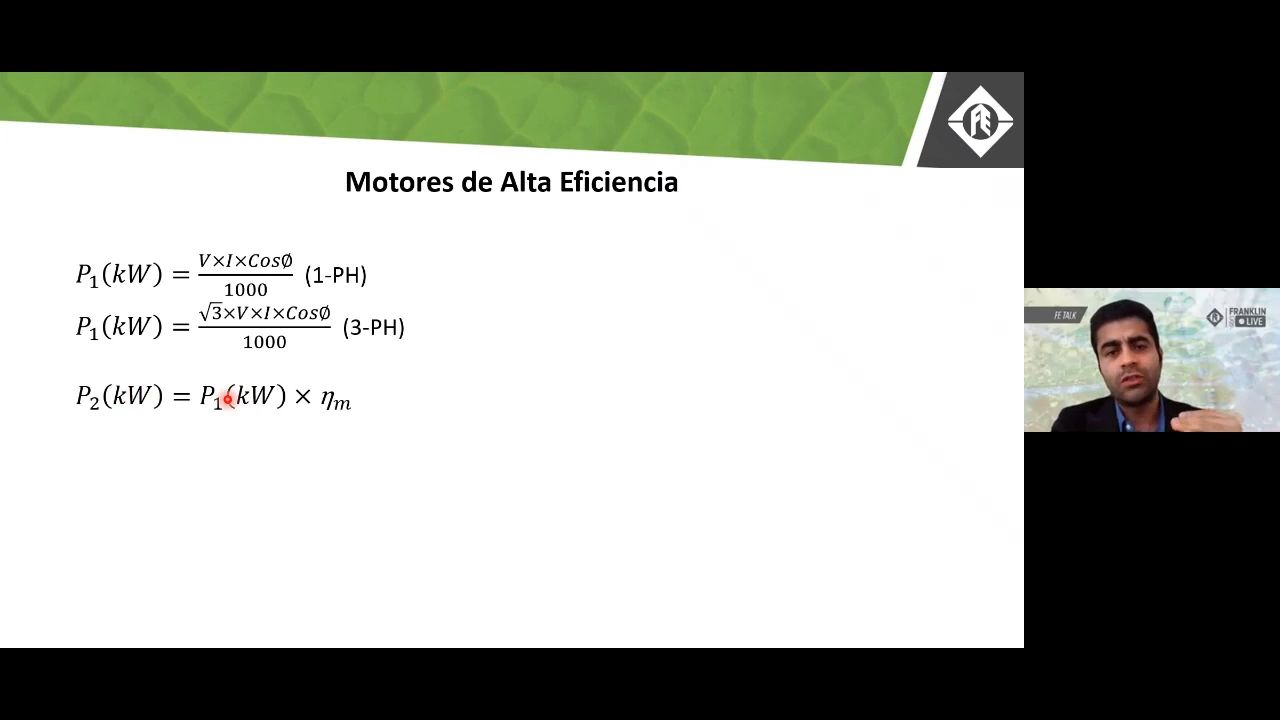 Motores de Alta Eficiencia
P₁(kW) = V×I×CosØ / 1000 (1-PH)
P₁(kW) = √3×V×I×CosØ / 1000 (3-PH)
P₂(kW) = P₁(kW) × ηₘ
FE
FE TALK
FRANKLIN
LIVE